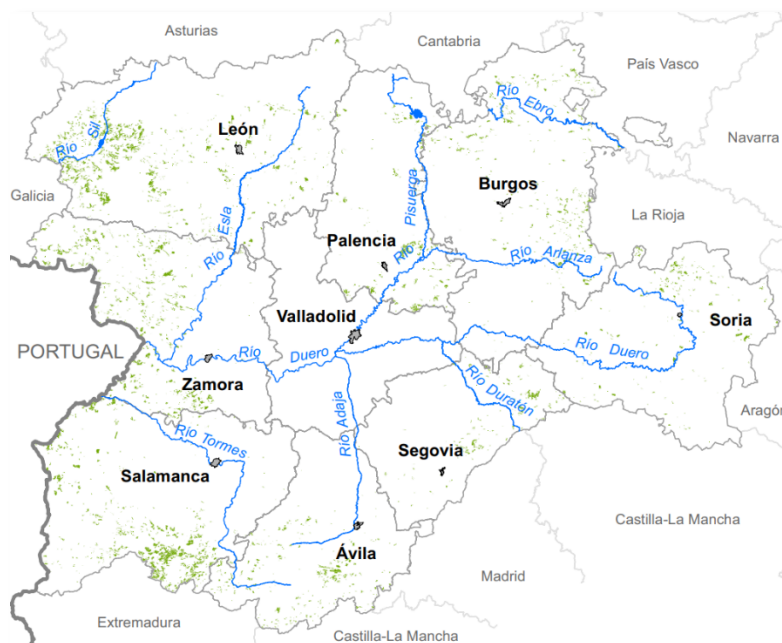 Asturias
Cantabria
País Vasco
Río Ebro
Río Sil.
León
Navarra
Galicia
Burgos
Río Pisuerga
La Rioja
Río Esla
Palencia
Río Arlanza
Valladolid
Soria
PORTUGAL
Río Duero
Río Duero
Zamora
Río Duratón
Aragón
Río Adaja
Río Tormes
Segovia
Salamanca
Castilla-La Mancha
Ávila
Madrid
Extremadura
Castilla-La Mancha